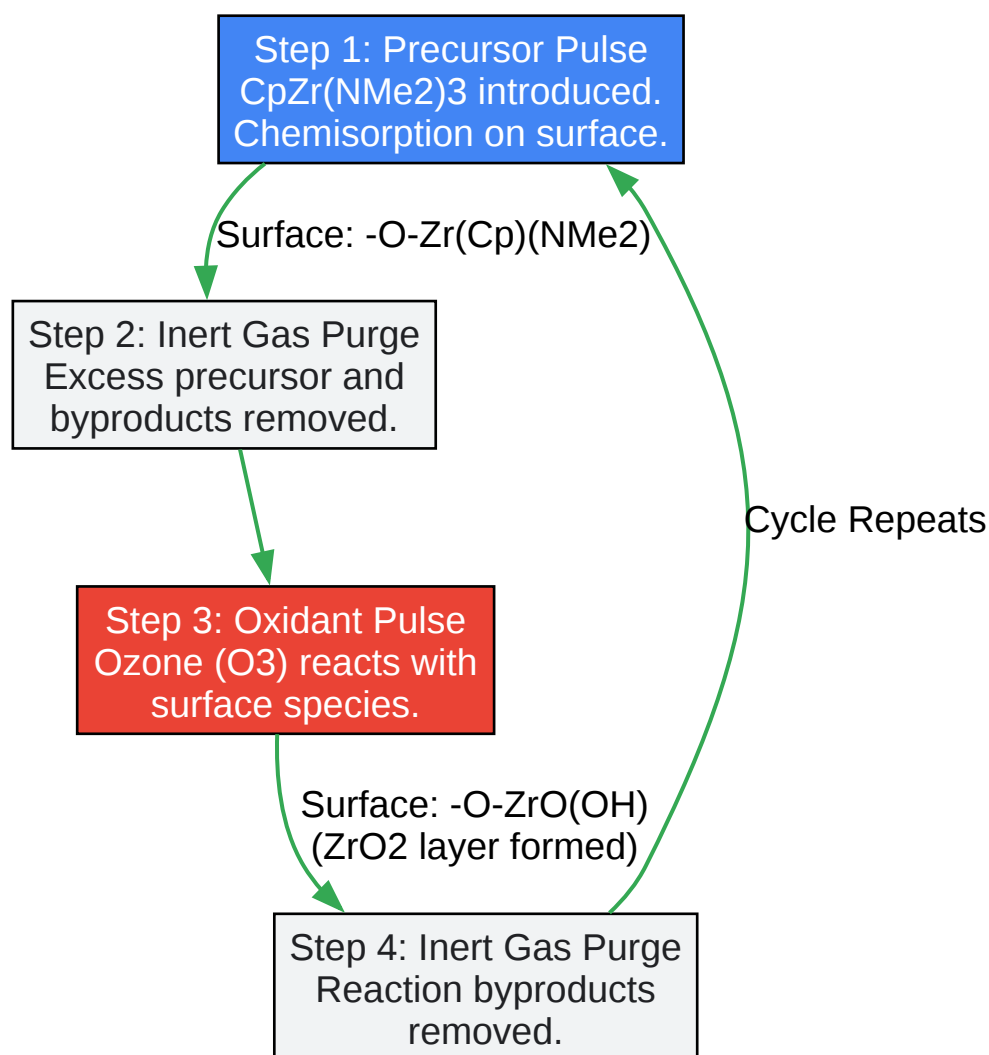 Step 1: Precursor Pulse
CpZr(NMe2)3 introduced.
Chemisorption on surface.
Surface: -O-Zr(Cp)(NMe2)
Step 2: Inert Gas Purge
Excess precursor and
byproducts removed.
Cycle Repeats
Step 3: Oxidant Pulse
Ozone (O3) reacts with
surface species.
Surface: -O-ZrO(OH)
(ZrO2 layer formed)
Step 4: Inert Gas Purge
Reaction byproducts
removed.